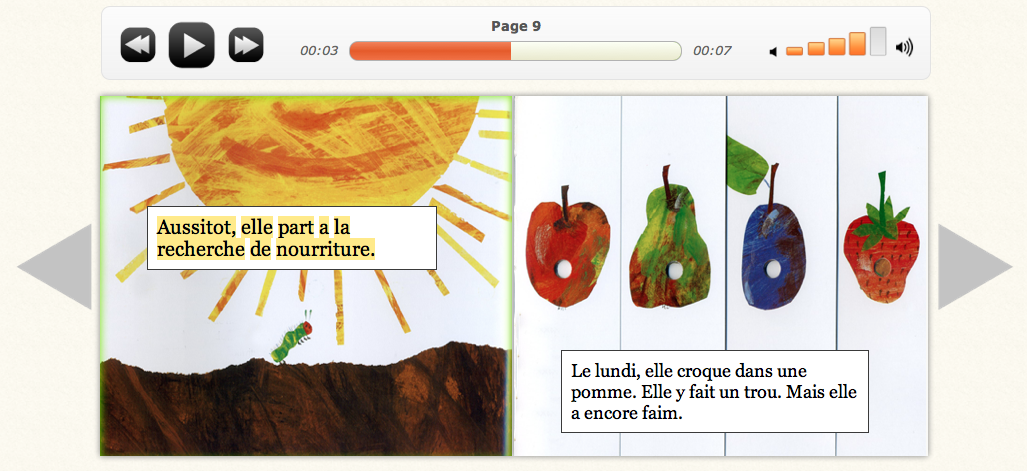 Page 9
00:03
00:07
Aussitot, elle part a la
recherche de nourriture.
Le lundi, elle croque dans une
pomme. Elle y fait un trou. Mais elle
a encore faim.